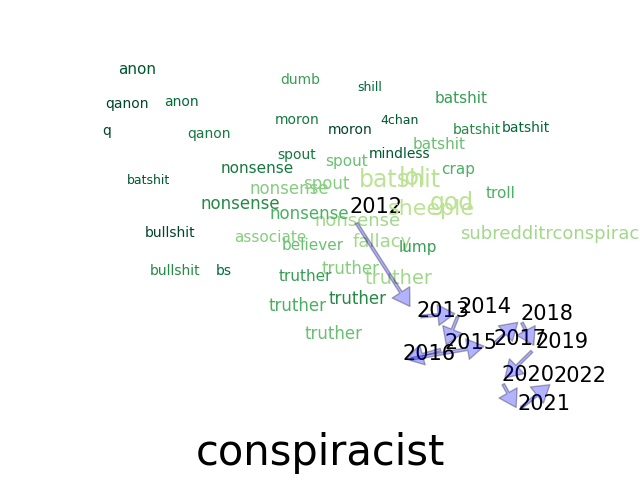 anon
dumb
shill
qanon anon batshit
q qanon moron moron 4chan batshit batshit
batshit
nonsense spout spout mindless crap
batshit nonsense spout batshit lol troll
nonsense nonsense 2012 sheeple god
nonsense
bullshit associate believer fallacy lump subredditrconspirac
bullshit bs truther truther truther
truther truther 2013 2014 2018
truther 2016 2015 2017 2019
2020 2022
2021
conspiracist